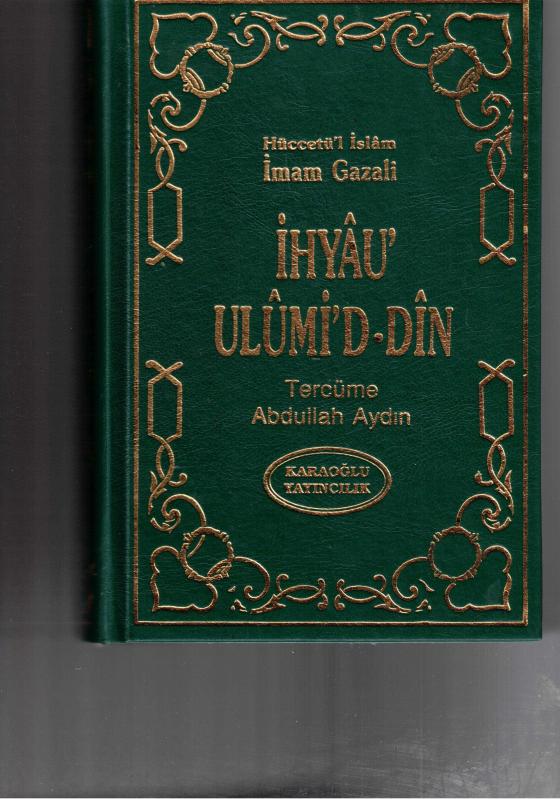 Hüccetü'l İslâm
İmam Gazali
İHYÂU'
ULÛMİ'D-DÎN
Tercüme
Abdullah Aydın
KARAOĞLU
YAYINCILIK